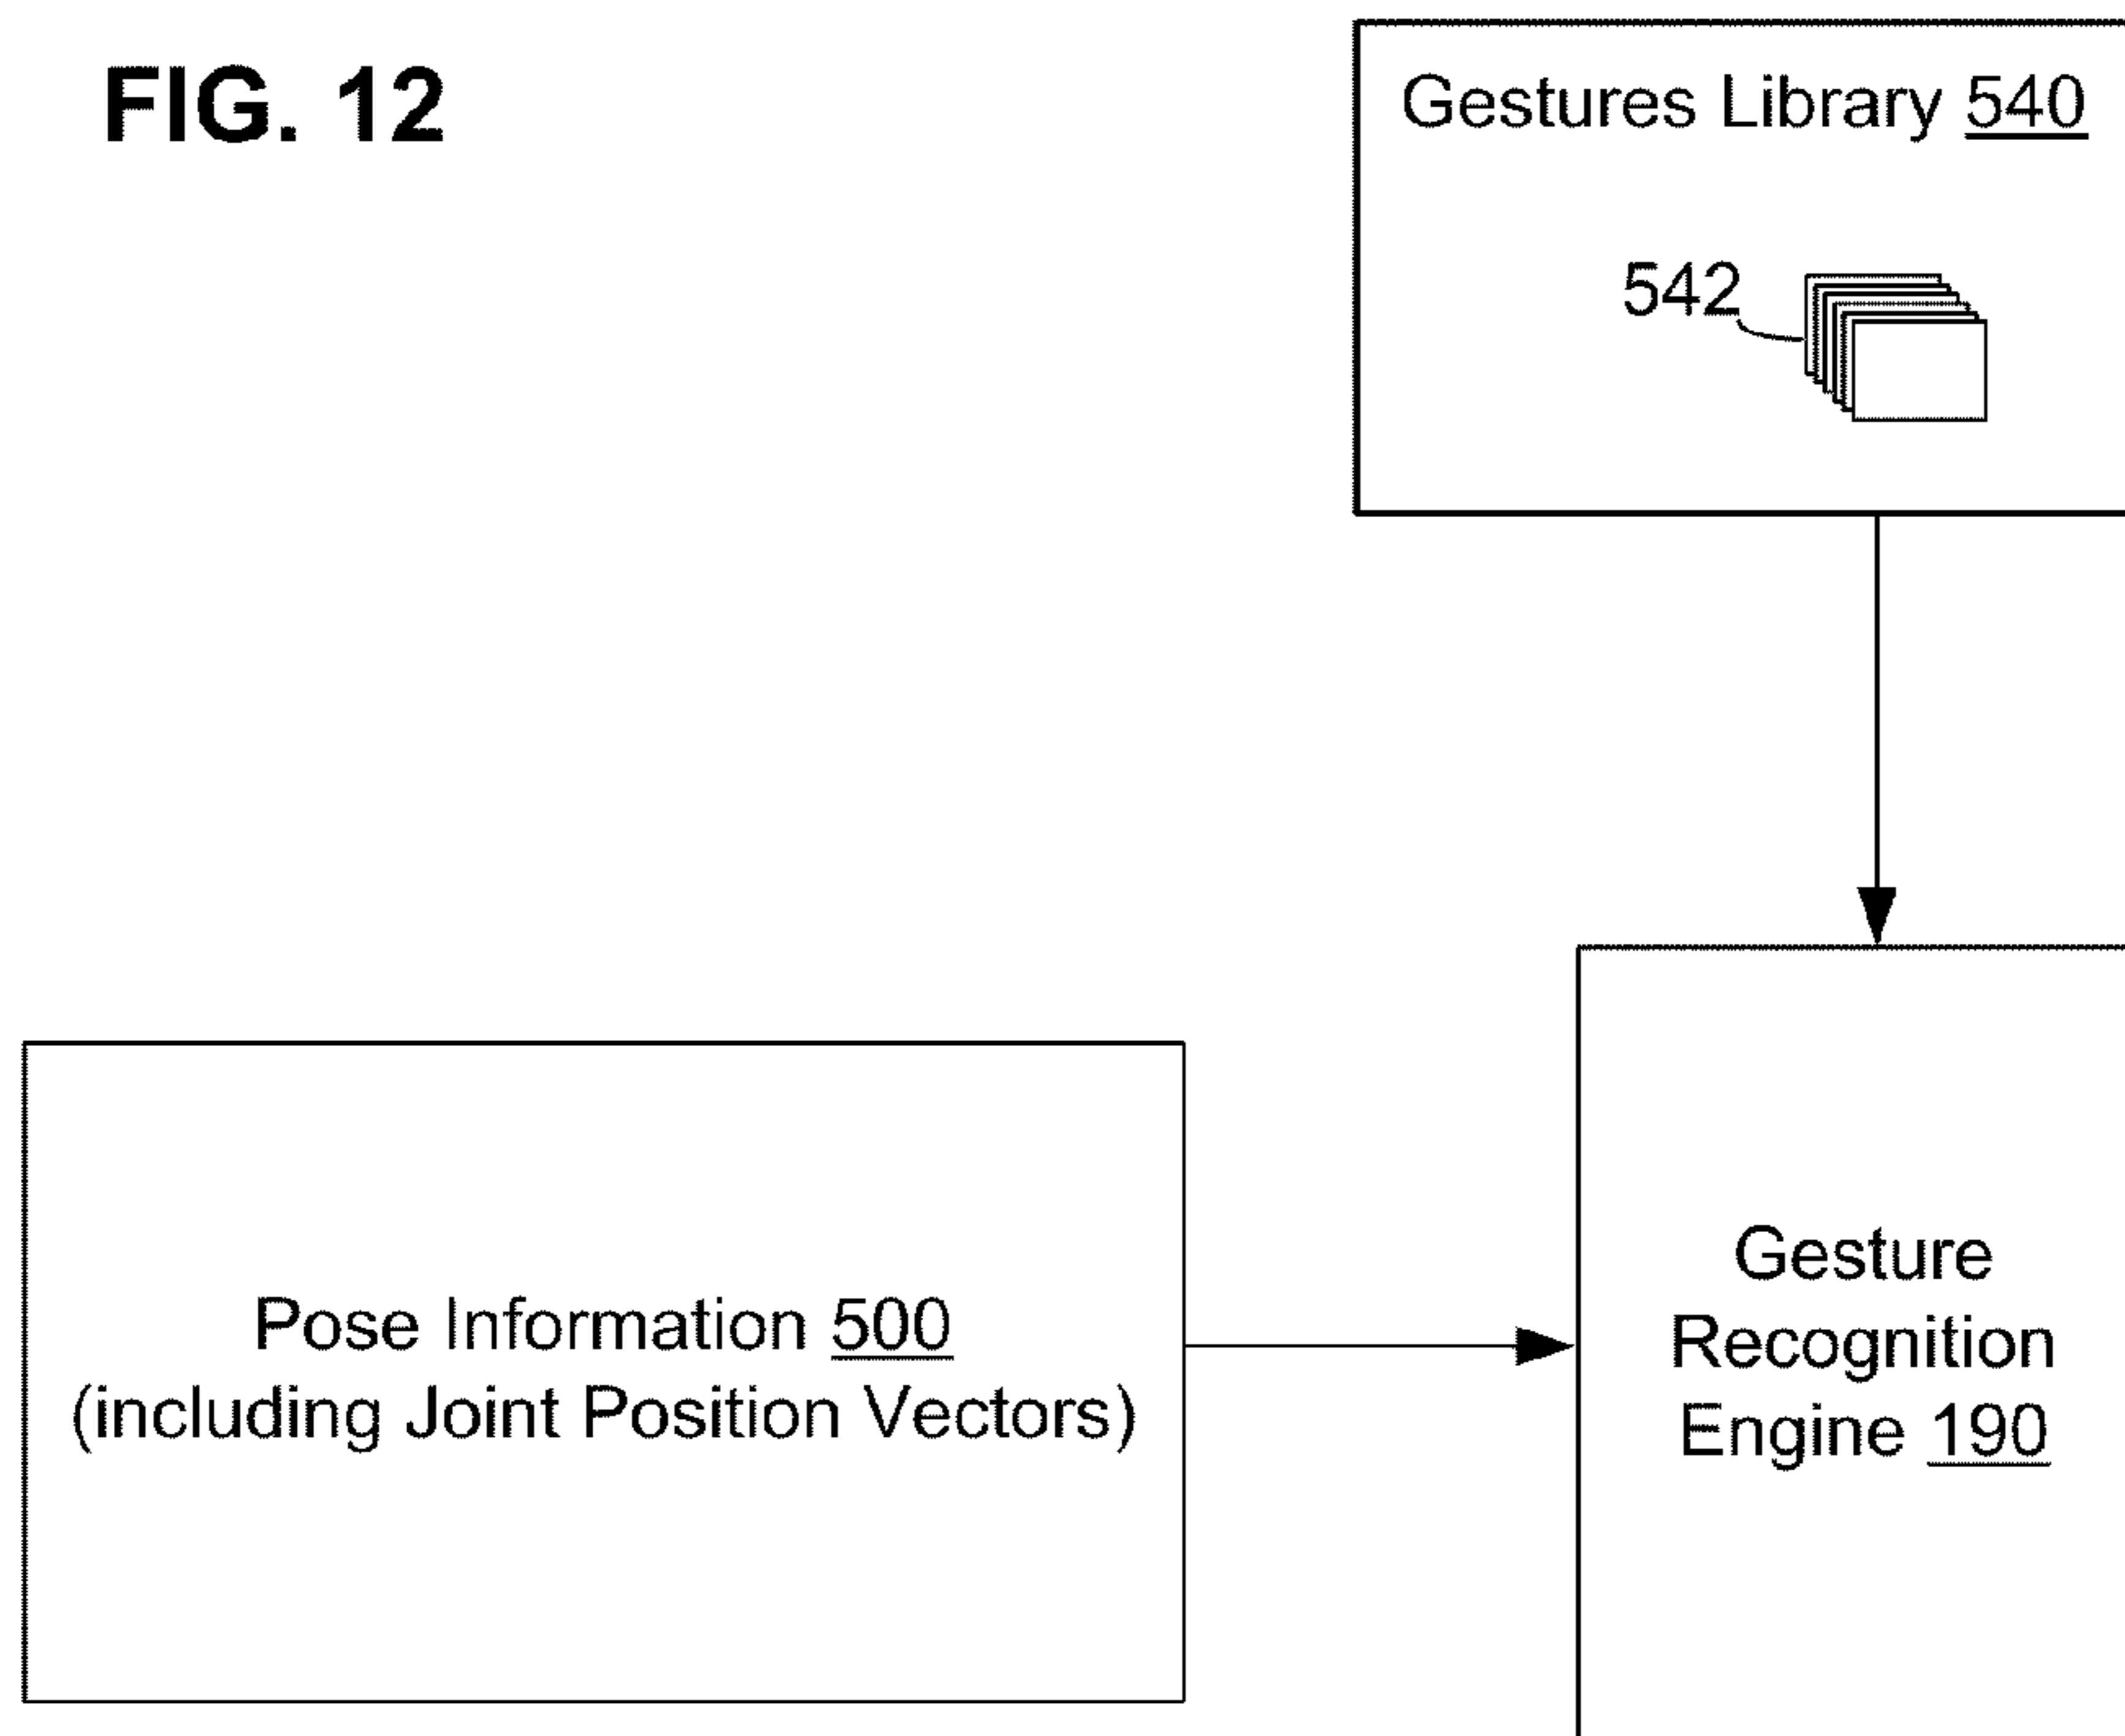 FIG. 12
Gestures Library 540
542
Pose Information 500
(including Joint Position Vectors)
Gesture
Recognition
Engine 190